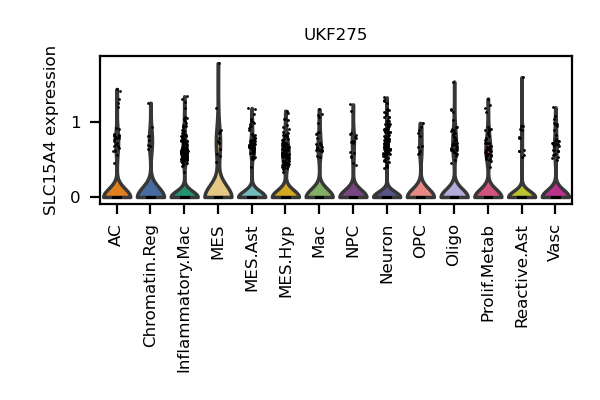 UKF275
SLC15A4 expression
1
0
AC
Chromatin.Reg
Inflammatory.Mac
MES
MES.Ast
MES.Hyp
Mac
NPC
Neuron
OPC
Oligo
Prolif.Metab
Reactive.Ast
Vasc